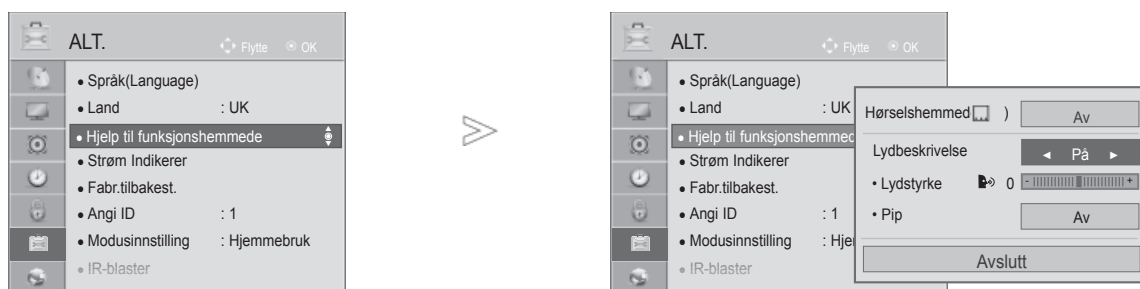 ALT.
Flytte OK
• Språk(Language)
• Land : UK
• Hjelp til funksjonshemmede
• Strøm Indikerer
• Fabr.tilbakest.
• Angi ID : 1
• Modusinnstilling : Hjemmebruk
• IR-blaster
ALT.
Flytte OK
• Språk(Language)
• Land : UK
• Hjelp til funksjonshemmed
• Strøm Indikerer
• Fabr.tilbakest.
• Angi ID : 1
• Modusinnstilling : Hje
• IR-blaster
Hørselshemmed ) Av
Lydbeskrivelse ◄ På ►
• Lydstyrke 0 - +
• Pip Av
Avslutt